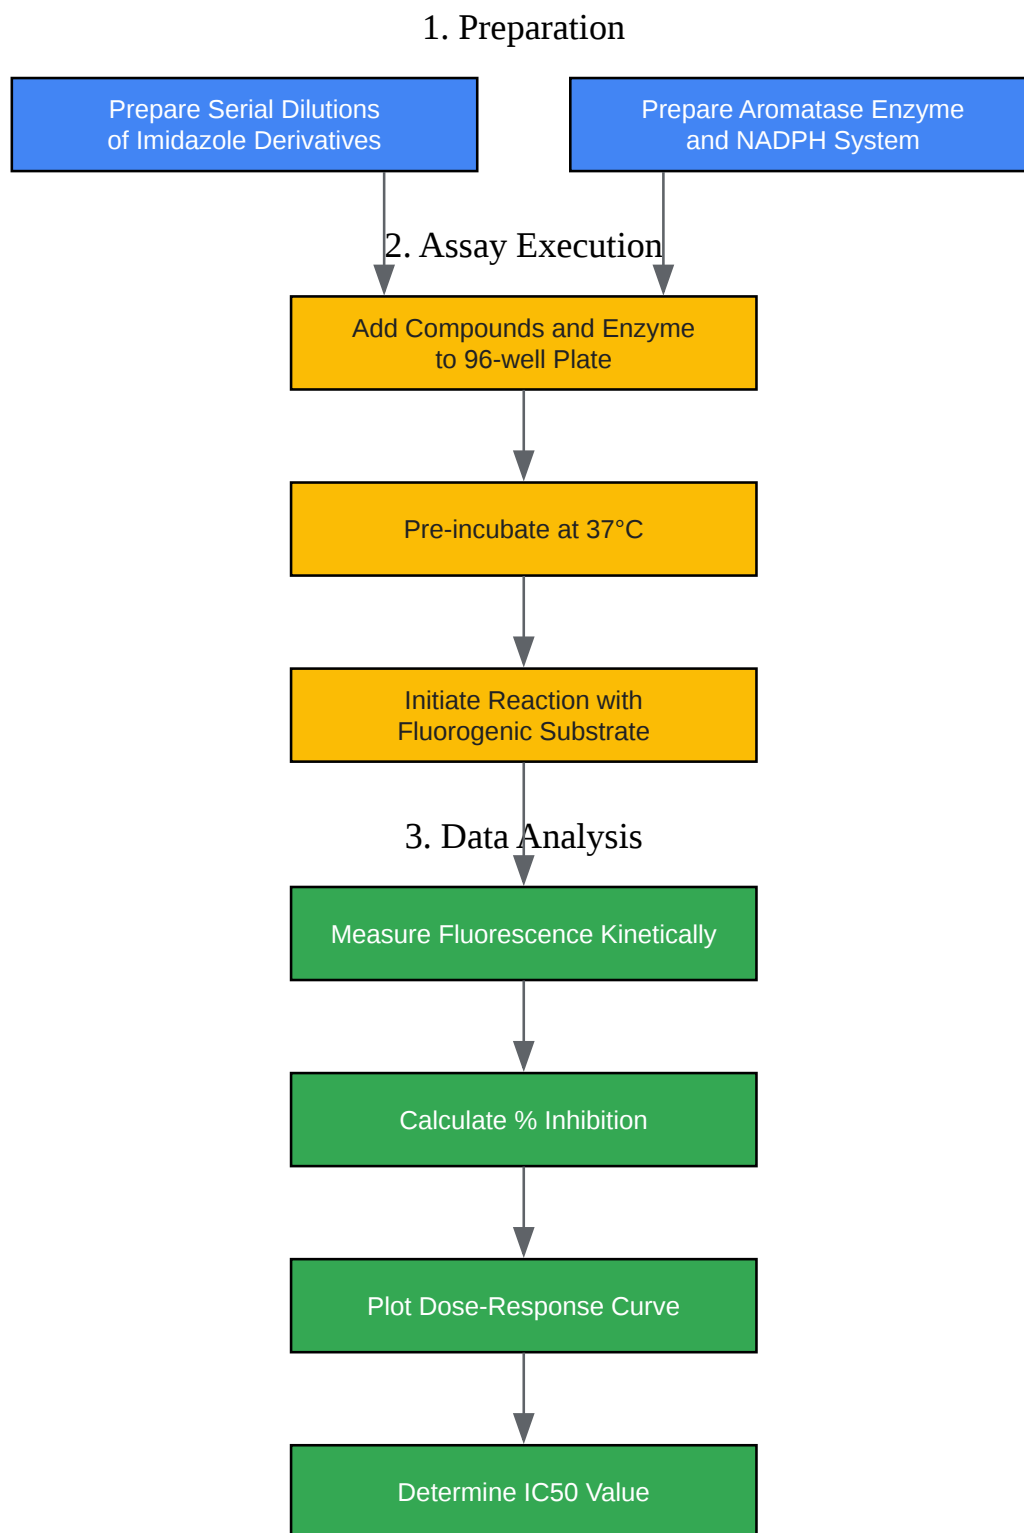 1. Preparation
Prepare Serial Dilutions
of Imidazole Derivatives
Prepare Aromatase Enzyme
and NADPH System
2. Assay Execution
Add Compounds and Enzyme
to 96-well Plate
Pre-incubate at 37°C
Initiate Reaction with
Fluorogenic Substrate
3. Data Analysis
Measure Fluorescence Kinetically
Calculate % Inhibition
Plot Dose-Response Curve
Determine IC50 Value